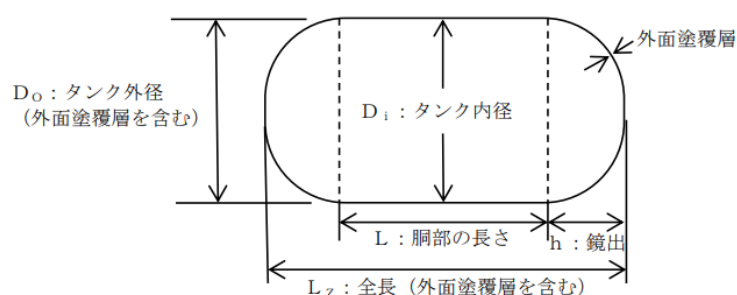 外面塗覆層
Dₒ：タンク外径
（外面塗覆層を含む）
Dᵢ：タンク内径
L：胴部の長さ
h：鏡出
L_Z：全長（外面塗覆層を含む）